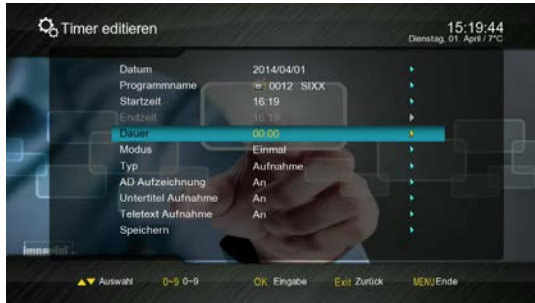 Timer editieren
15:19:44
Dienstag, 01. April / 7°C
Datum 2014/04/01
Programmname 0012 SIXX
Startzeit 16:19
Endzeit 16:19
Dauer 00:00
Modus Einmal
Typ Aufnahme
AD Aufzeichnung An
Untertitel Aufnahme An
Teletext Aufnahme An
Speichern
Auswahl 0~9 0~9 OK Eingabe Exit Zurück MENU Ende